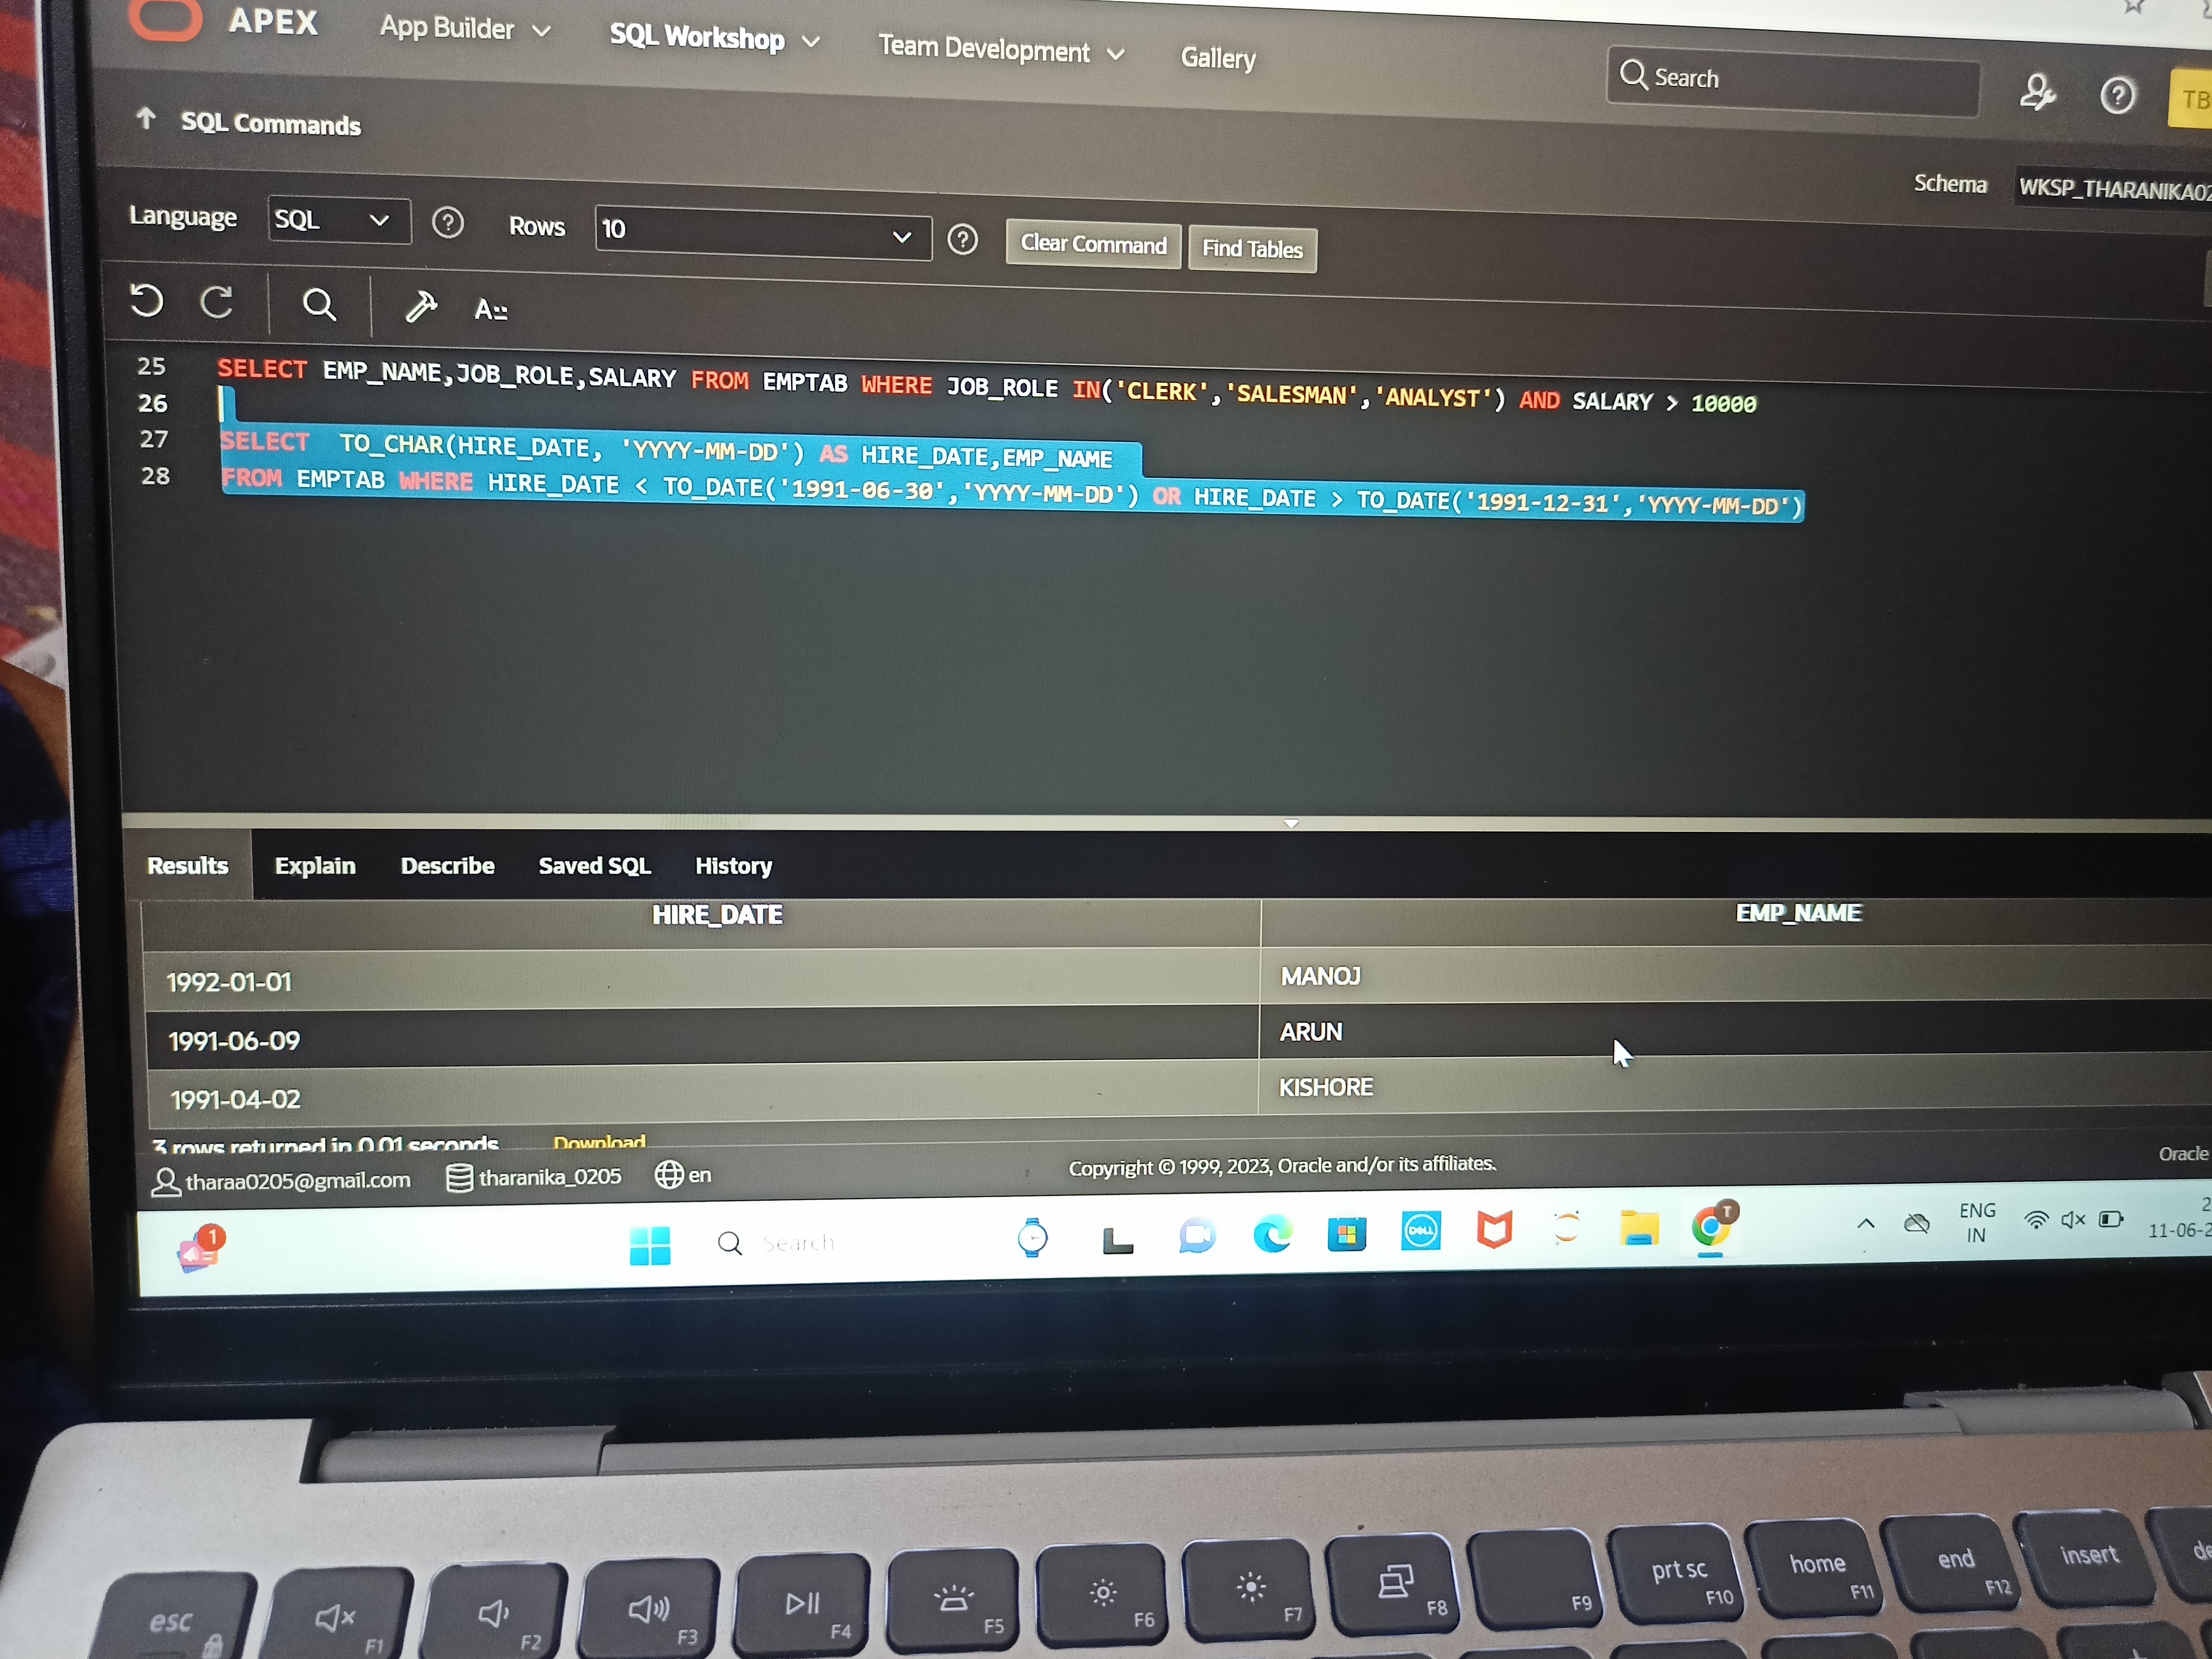 APEX App Builder SQL Workshop Team Development Gallery Search TB
SQL Commands
Schema WKSP_THARANIKA02
Language SQL Rows 10 Clear Command Find Tables
25 SELECT EMP_NAME,JOB_ROLE,SALARY FROM EMPTAB WHERE JOB_ROLE IN('CLERK','SALESMAN','ANALYST') AND SALARY > 10000
26
27 SELECT TO_CHAR(HIRE_DATE, 'YYYY-MM-DD') AS HIRE_DATE,EMP_NAME
28 FROM EMPTAB WHERE HIRE_DATE < TO_DATE('1991-06-30','YYYY-MM-DD') OR HIRE_DATE > TO_DATE('1991-12-31','YYYY-MM-DD')
Results Explain Describe Saved SQL History
HIRE_DATE EMP_NAME
1992-01-01 MANOJ
1991-06-09 ARUN
1991-04-02 KISHORE
3 rows returned in 0.01 seconds Download
tharaa0205@gmail.com tharanika_0205 en Copyright © 1999, 2023, Oracle and/or its affiliates. Oracle
1 Search DELL T ENG
IN
11-06-2
esc F1 F2 F3 F4 F5 F6 F7 F8 F9 prt sc F10 home F11 end F12 insert